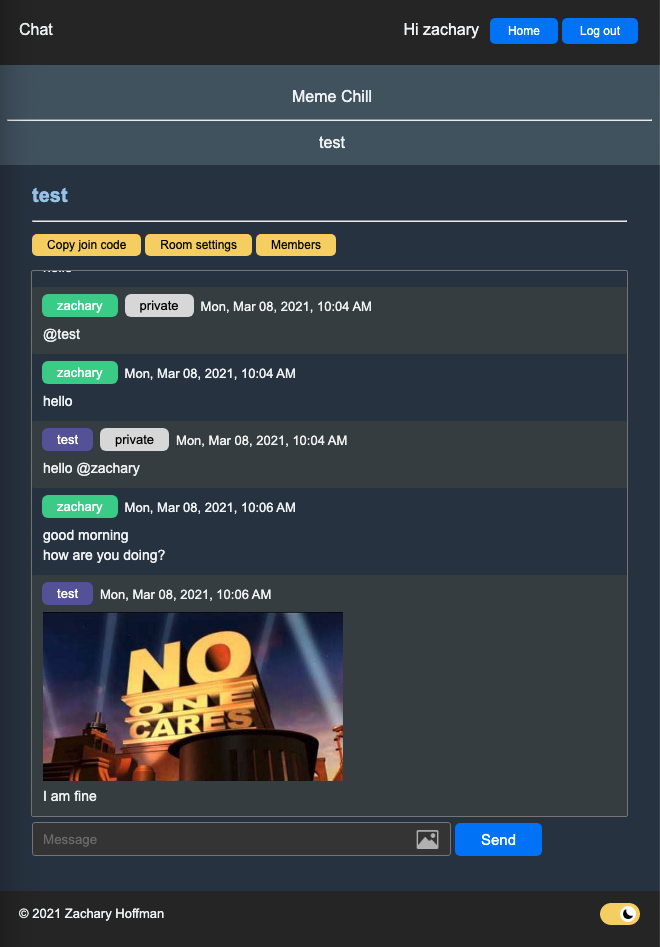 Chat
Hi zachary
Home
Log out
Meme Chill
test
test
Copy join code
Room settings
Members
zachary private Mon, Mar 08, 2021, 10:04 AM
@test
zachary Mon, Mar 08, 2021, 10:04 AM
hello
test private Mon, Mar 08, 2021, 10:04 AM
hello @zachary
zachary Mon, Mar 08, 2021, 10:06 AM
good morning
how are you doing?
test Mon, Mar 08, 2021, 10:06 AM
NO
ONE
CARES
I am fine
Message
Send
© 2021 Zachary Hoffman